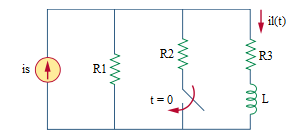 il(t)
R2
R3
is
R1
t = 0
L